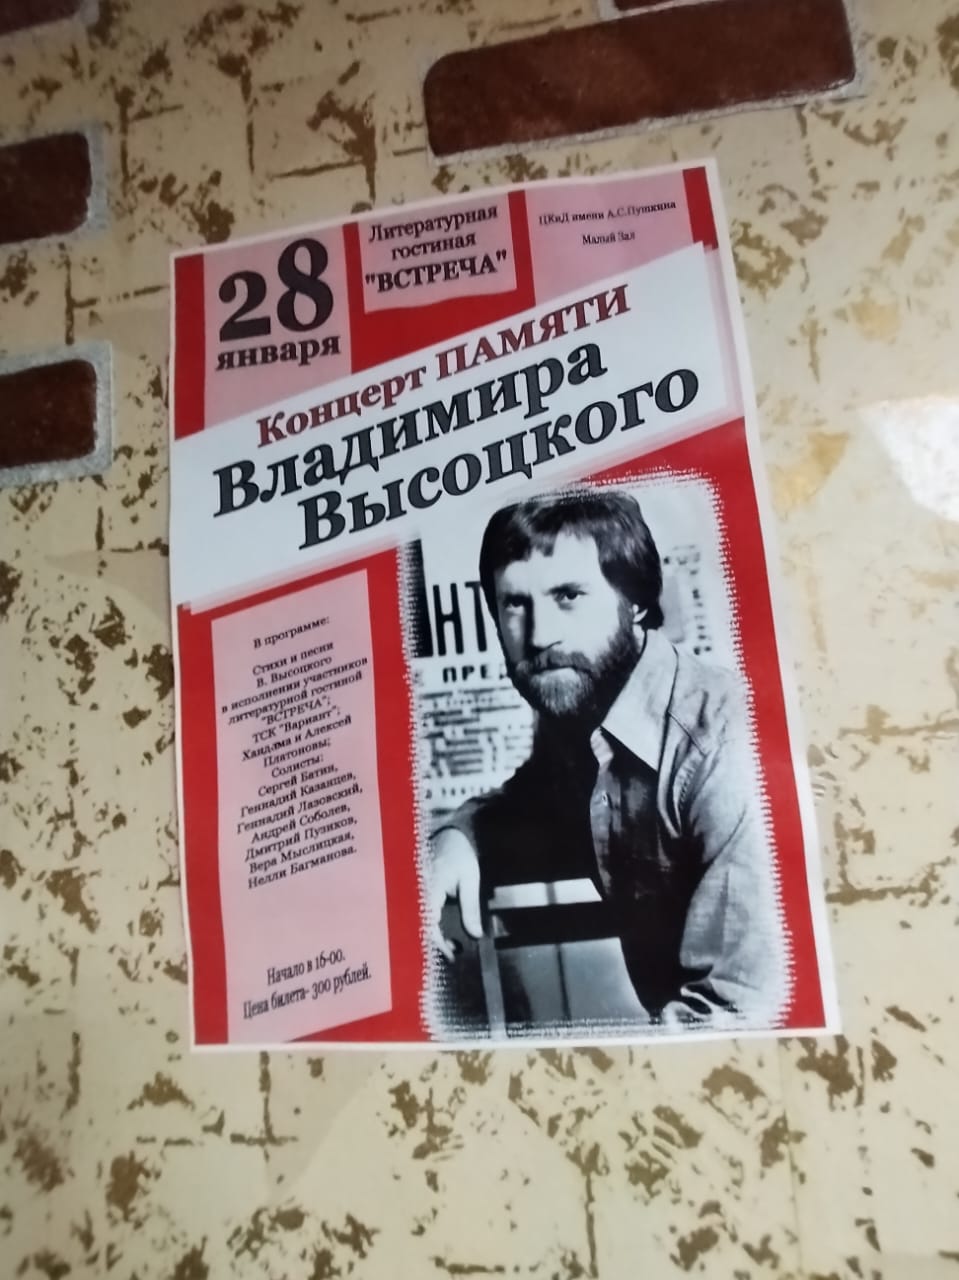 28
января
Литературная
гостиная
"ВСТРЕЧА"
ЦКиД имени А.С.Пушкина
Малый Зал
Концерт ПАМЯТИ
Владимира
Высоцкого
В программе:
Стихи и песни
В. Высоцкого
в исполнении участников
литературной гостиной
"ВСТРЕЧА";
ТСК "Вариант";
и Алексей
Платоновы;
Солисты:
Сергей Батин,
Геннадий Казанцев,
Геннадий Лазовский,
Андрей Соболев,
Дмитрий Пузиков,
Вера Мыслицкая,
Нелли Багманова.
Начало в 16-00.
Цена билета- 300 рублей.
НТ
ПРЕД